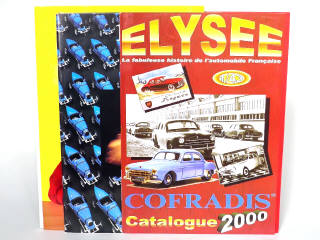 ELYSEE
La fabuleuse histoire de l'automobile Française
COFRADIS
Catalogue 2000